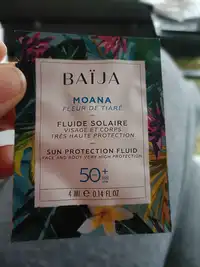 BAÏJA
MOANA
FLEUR DE TIARÉ
FLUIDE SOLAIRE
VISAGE ET CORPS
TRÈS HAUTE PROTECTION
SUN PROTECTION FLUID
FACE AND BODY VERY HIGH PROTECTION
50+
4 ml ℮ 0.14 FL.OZ